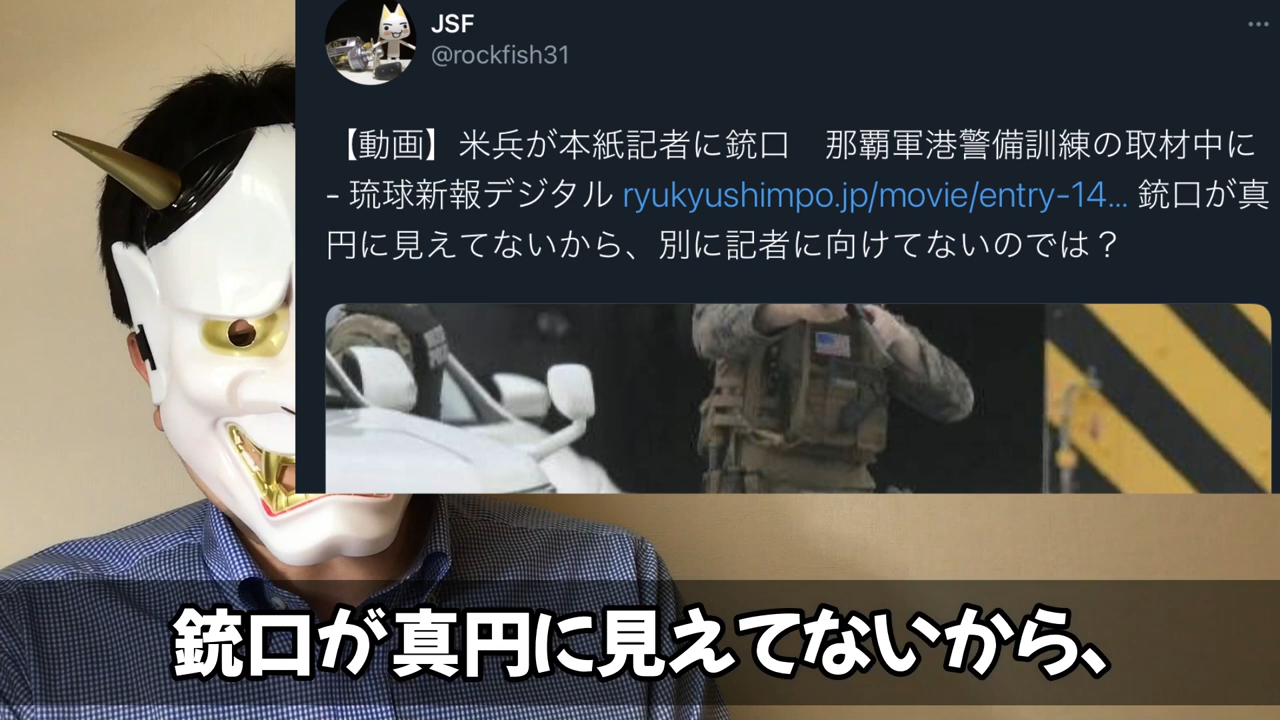 JSF
@rockfish31
【動画】米兵が本紙記者に銃口　那覇軍港警備訓練の取材中に
- 琉球新報デジタル ryukyushimpo.jp/movie/entry-14… 銃口が真
円に見えてないから、別に記者に向けてないのでは？
銃口が真円に見えてないから、